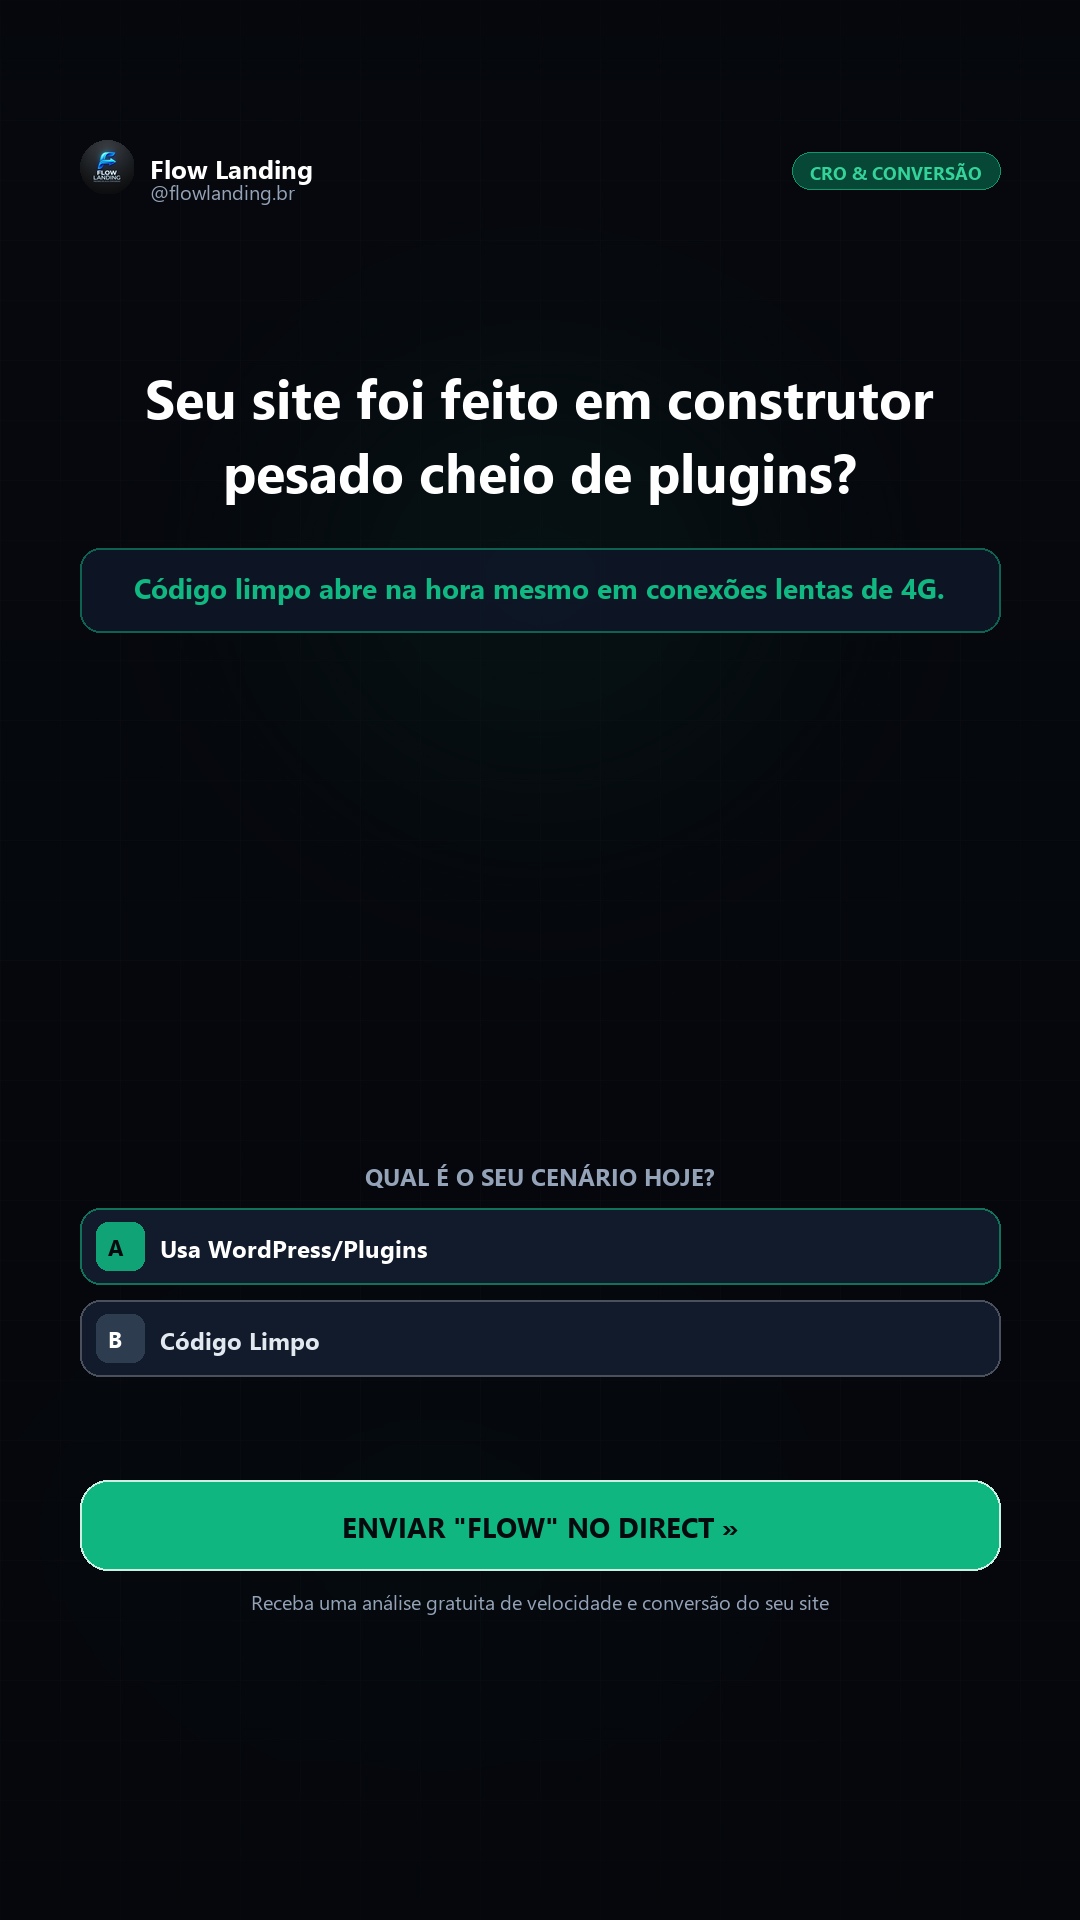 FLOW
LANDING
Flow Landing
@flowlanding.br
CRO & CONVERSÃO
Seu site foi feito em construtor
pesado cheio de plugins?
Código limpo abre na hora mesmo em conexões lentas de 4G.
QUAL É O SEU CENÁRIO HOJE?
A Usa WordPress/Plugins
B Código Limpo
ENVIAR "FLOW" NO DIRECT »
Receba uma análise gratuita de velocidade e conversão do seu site